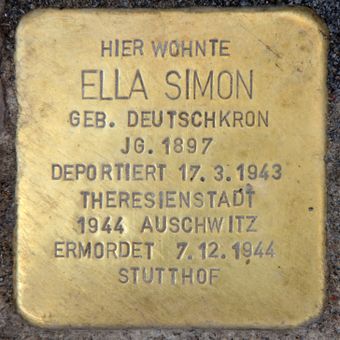 HIER WOHNTE
ELLA SIMON
GEB. DEUTSCHKRON
JG. 1897
DEPORTIERT 17.3.1943
THERESIENSTADT
1944 AUSCHWITZ
ERMORDET 7.12.1944
STUTTHOF